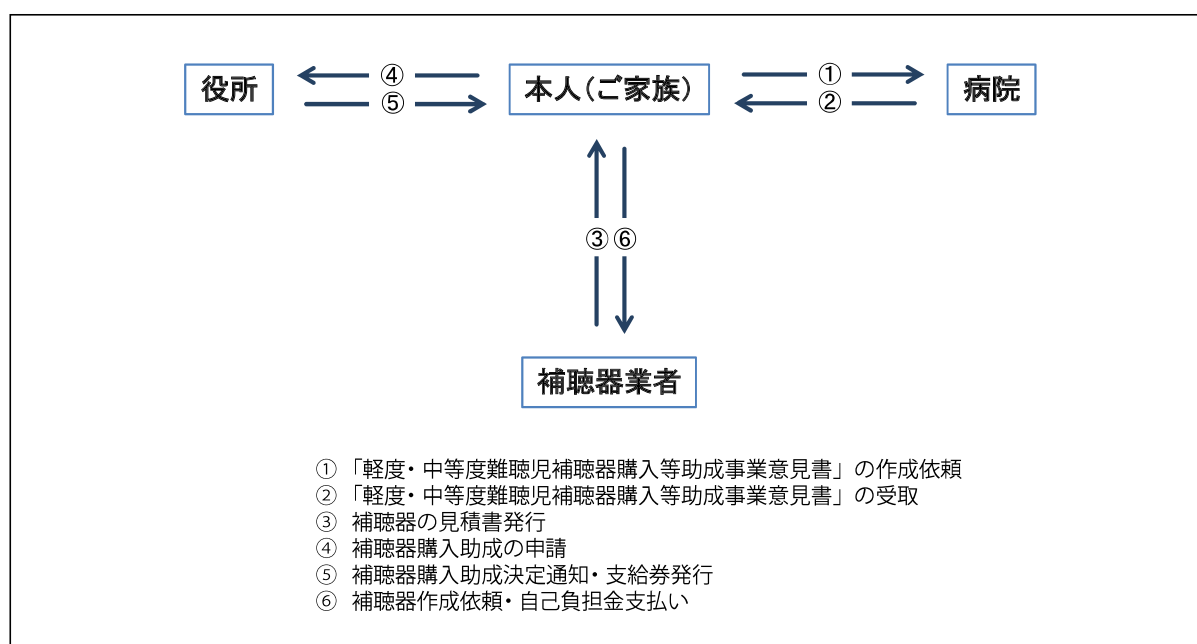 役所
④
⑤
本人（ご家族）
①
②
病院
③
⑥
補聴器業者
① 「軽度・中等度難聴児補聴器購入等助成事業意見書」の作成依頼
② 「軽度・中等度難聴児補聴器購入等助成事業意見書」の受取
③ 補聴器の見積書発行
④ 補聴器購入助成の申請
⑤ 補聴器購入助成決定通知・支給券発行
⑥ 補聴器作成依頼・自己負担金支払い